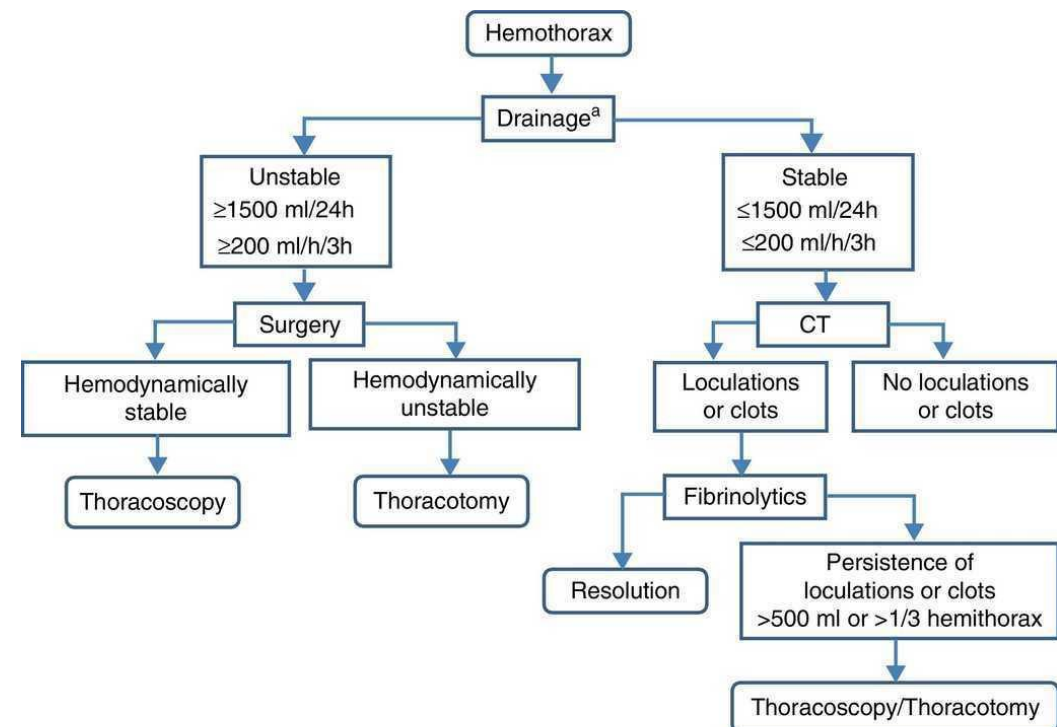 Hemothorax
Drainageᵃ
Unstable
≥1500 ml/24h
≥200 ml/h/3h
Stable
≤1500 ml/24h
≤200 ml/h/3h
Surgery
CT
Hemodynamically
stable
Hemodynamically
unstable
Loculations
or clots
No loculations
or clots
Thoracoscopy
Thoracotomy
Fibrinolytics
Resolution
Persistence of
loculations or clots
>500 ml or >1/3 hemithorax
Thoracoscopy/Thoracotomy